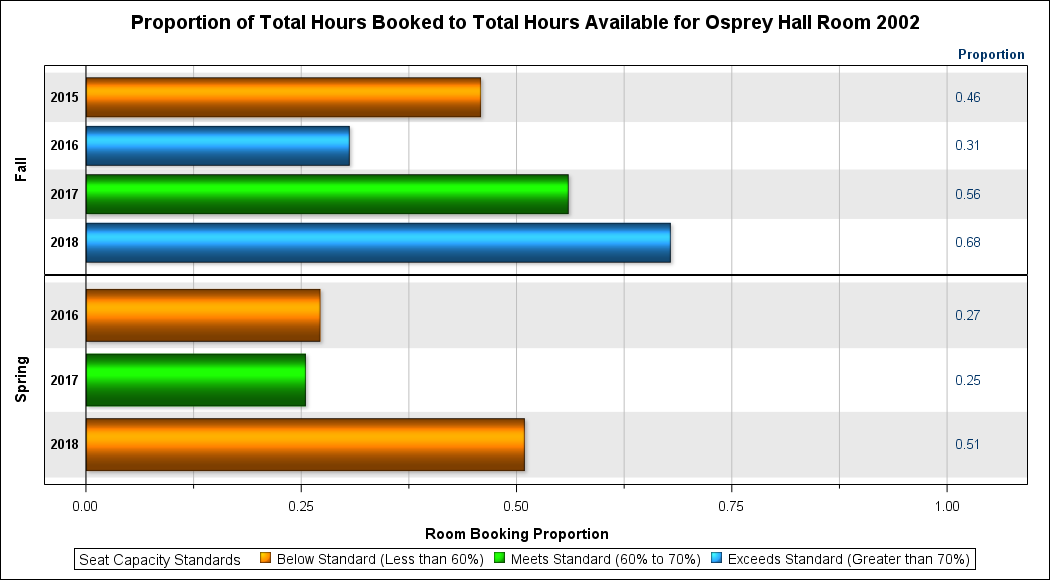 Proportion of Total Hours Booked to Total Hours Available for Osprey Hall Room 2002
Proportion
Fall
2015 0.46
2016 0.31
2017 0.56
2018 0.68
Spring
2016 0.27
2017 0.25
2018 0.51
0.00 0.25 0.50 0.75 1.00
Room Booking Proportion
Seat Capacity Standards Below Standard (Less than 60%) Meets Standard (60% to 70%) Exceeds Standard (Greater than 70%)